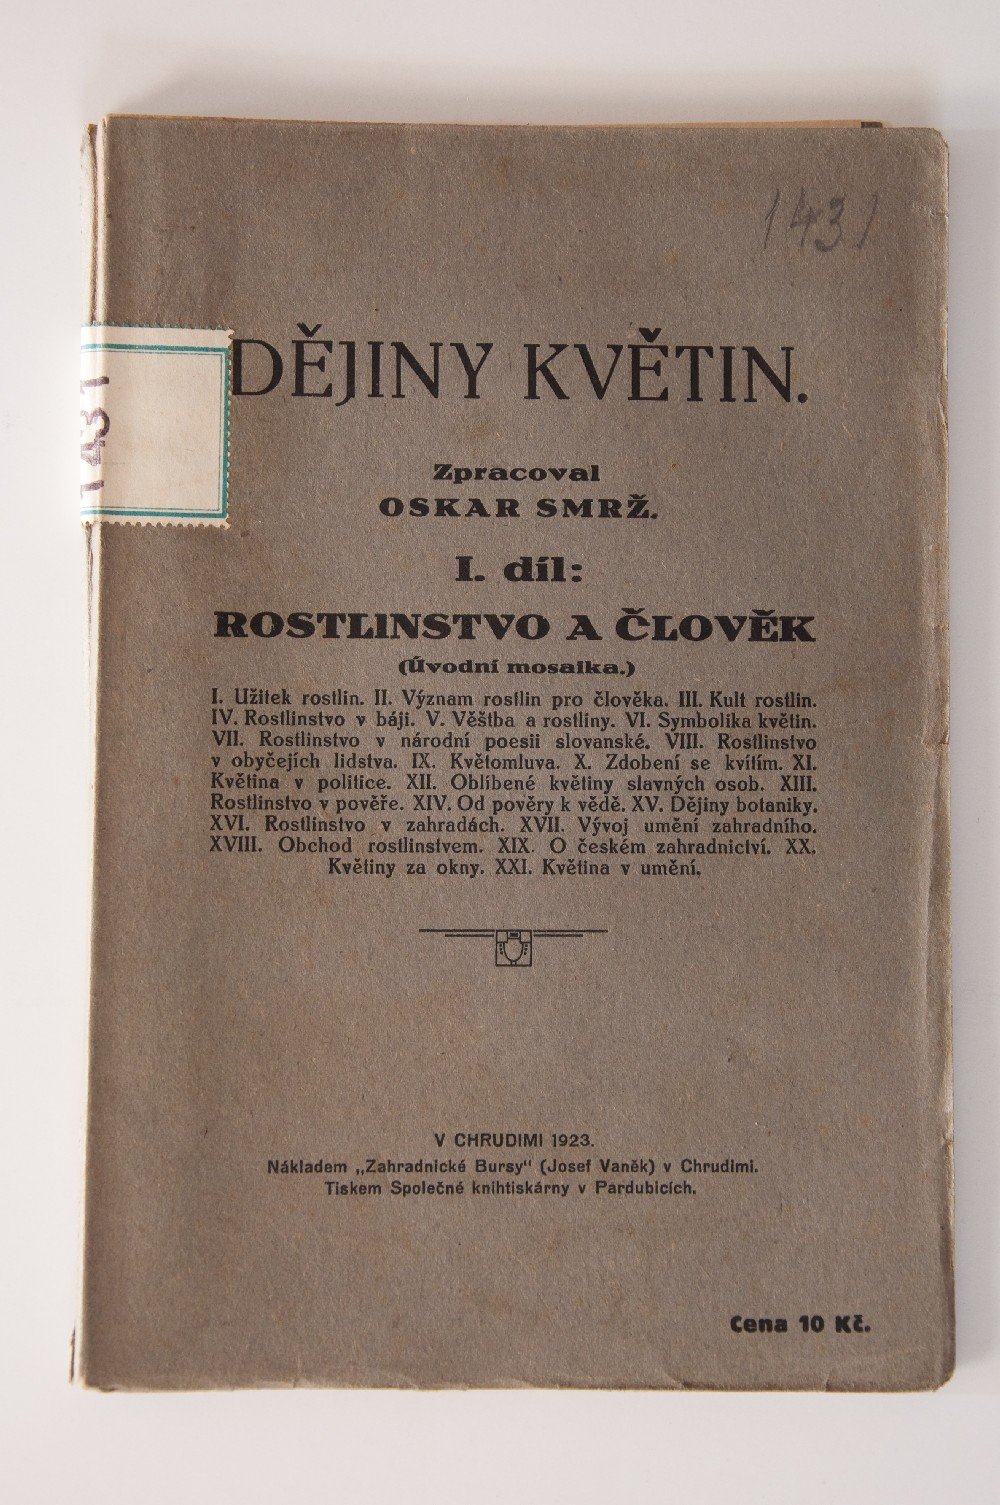 1431
1431
DĚJINY KVĚTIN.
Zpracoval
OSKAR SMRŽ.
I. díl:
ROSTLINSTVO A ČLOVĚK
(Úvodní mosaika.)
I. Užitek rostlin. II. Význam rostlin pro člověka. III. Kult rostlin.
IV. Rostlinstvo v báji. V. Věštba a rostliny. VI. Symbolika květin.
VII. Rostlinstvo v národní poesii slovanské. VIII. Rostlinstvo
v obyčejích lidstva. IX. Květomluva. X. Zdobení se kvítím. XI.
Květina v politice. XII. Oblíbené květiny slavných osob. XIII.
Rostlinstvo v pověře. XIV. Od pověry k vědě. XV. Dějiny botaniky.
XVI. Rostlinstvo v zahradách. XVII. Vývoj umění zahradního.
XVIII. Obchod rostlinstvem. XIX. O českém zahradnictví. XX.
Květiny za okny. XXI. Květina v umění.
V CHRUDIMI 1923.
Nákladem „Zahradnické Bursy“ (Josef Vaněk) v Chrudimi.
Tiskem Společné knihtiskárny v Pardubicích.
Cena 10 Kč.